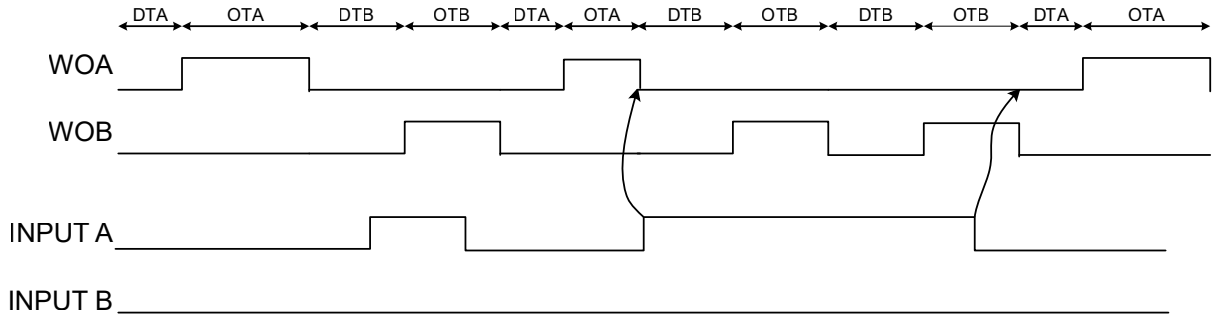 DTA OTA DTB OTB DTA OTA DTB OTB DTB OTB DTA OTA
WOA
WOB
INPUT A
INPUT B